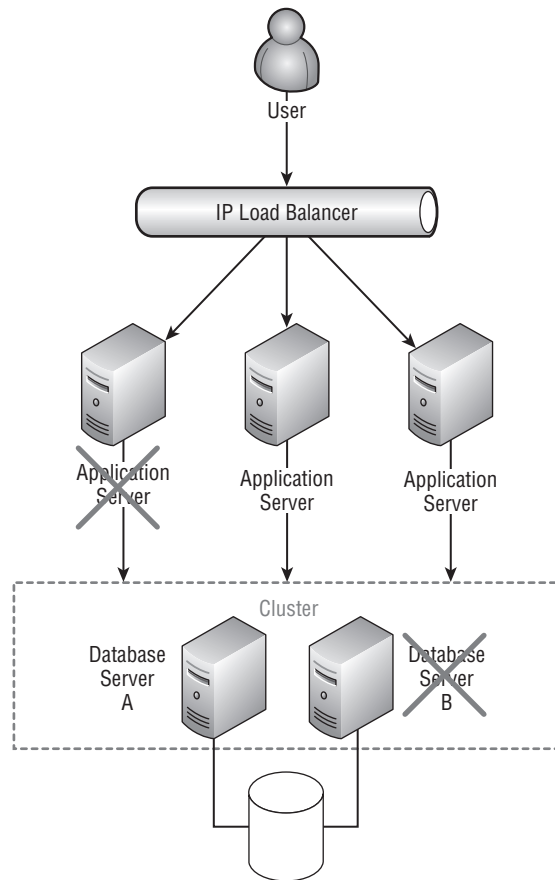 User
IP Load Balancer
Application
Server
Application
Server
Application
Server
Cluster
Database
Server
A
Database
Server
B